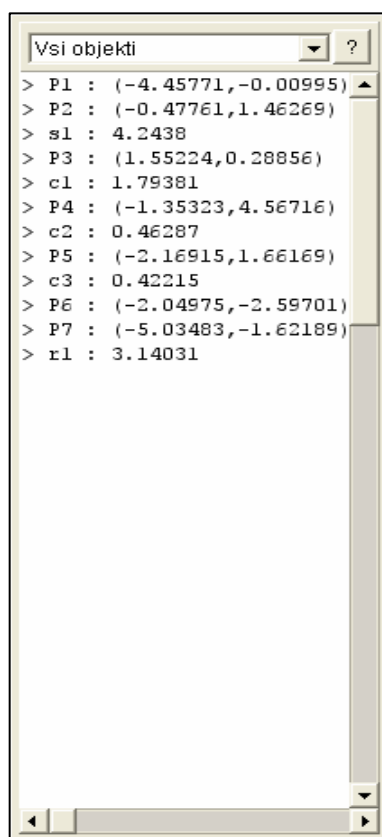 Vsi objekti ?
> P1 : (-4.45771,-0.00995)
> P2 : (-0.47761,1.46269)
> s1 : 4.2438
> P3 : (1.55224,0.28856)
> c1 : 1.79381
> P4 : (-1.35323,4.56716)
> c2 : 0.46287
> P5 : (-2.16915,1.66169)
> c3 : 0.42215
> P6 : (-2.04975,-2.59701)
> P7 : (-5.03483,-1.62189)
> r1 : 3.14031